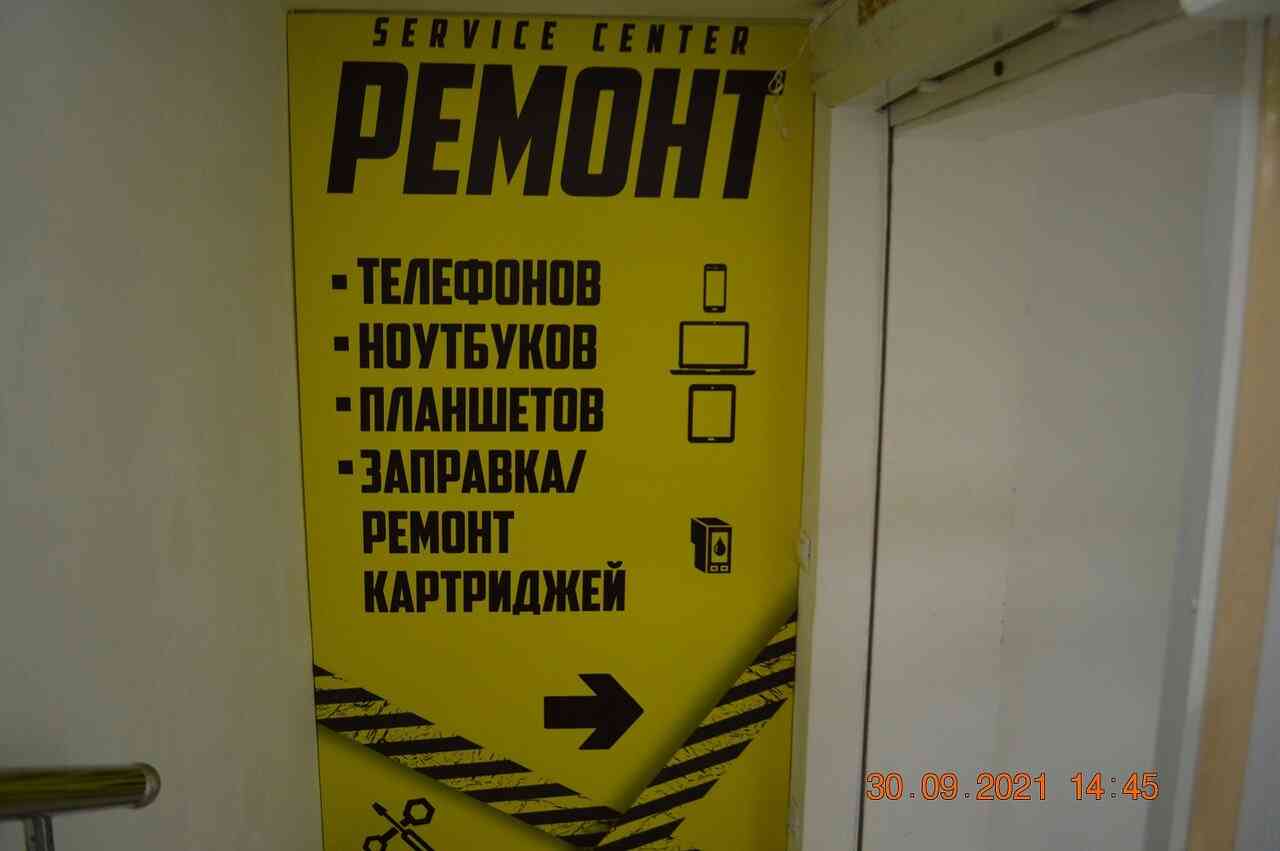 SERVICE CENTER
РЕМОНТ
▪ ТЕЛЕФОНОВ
▪ НОУТБУКОВ
▪ ПЛАНШЕТОВ
▪ ЗАПРАВКА/
РЕМОНТ
КАРТРИДЖЕЙ
30.09.2021 14:45